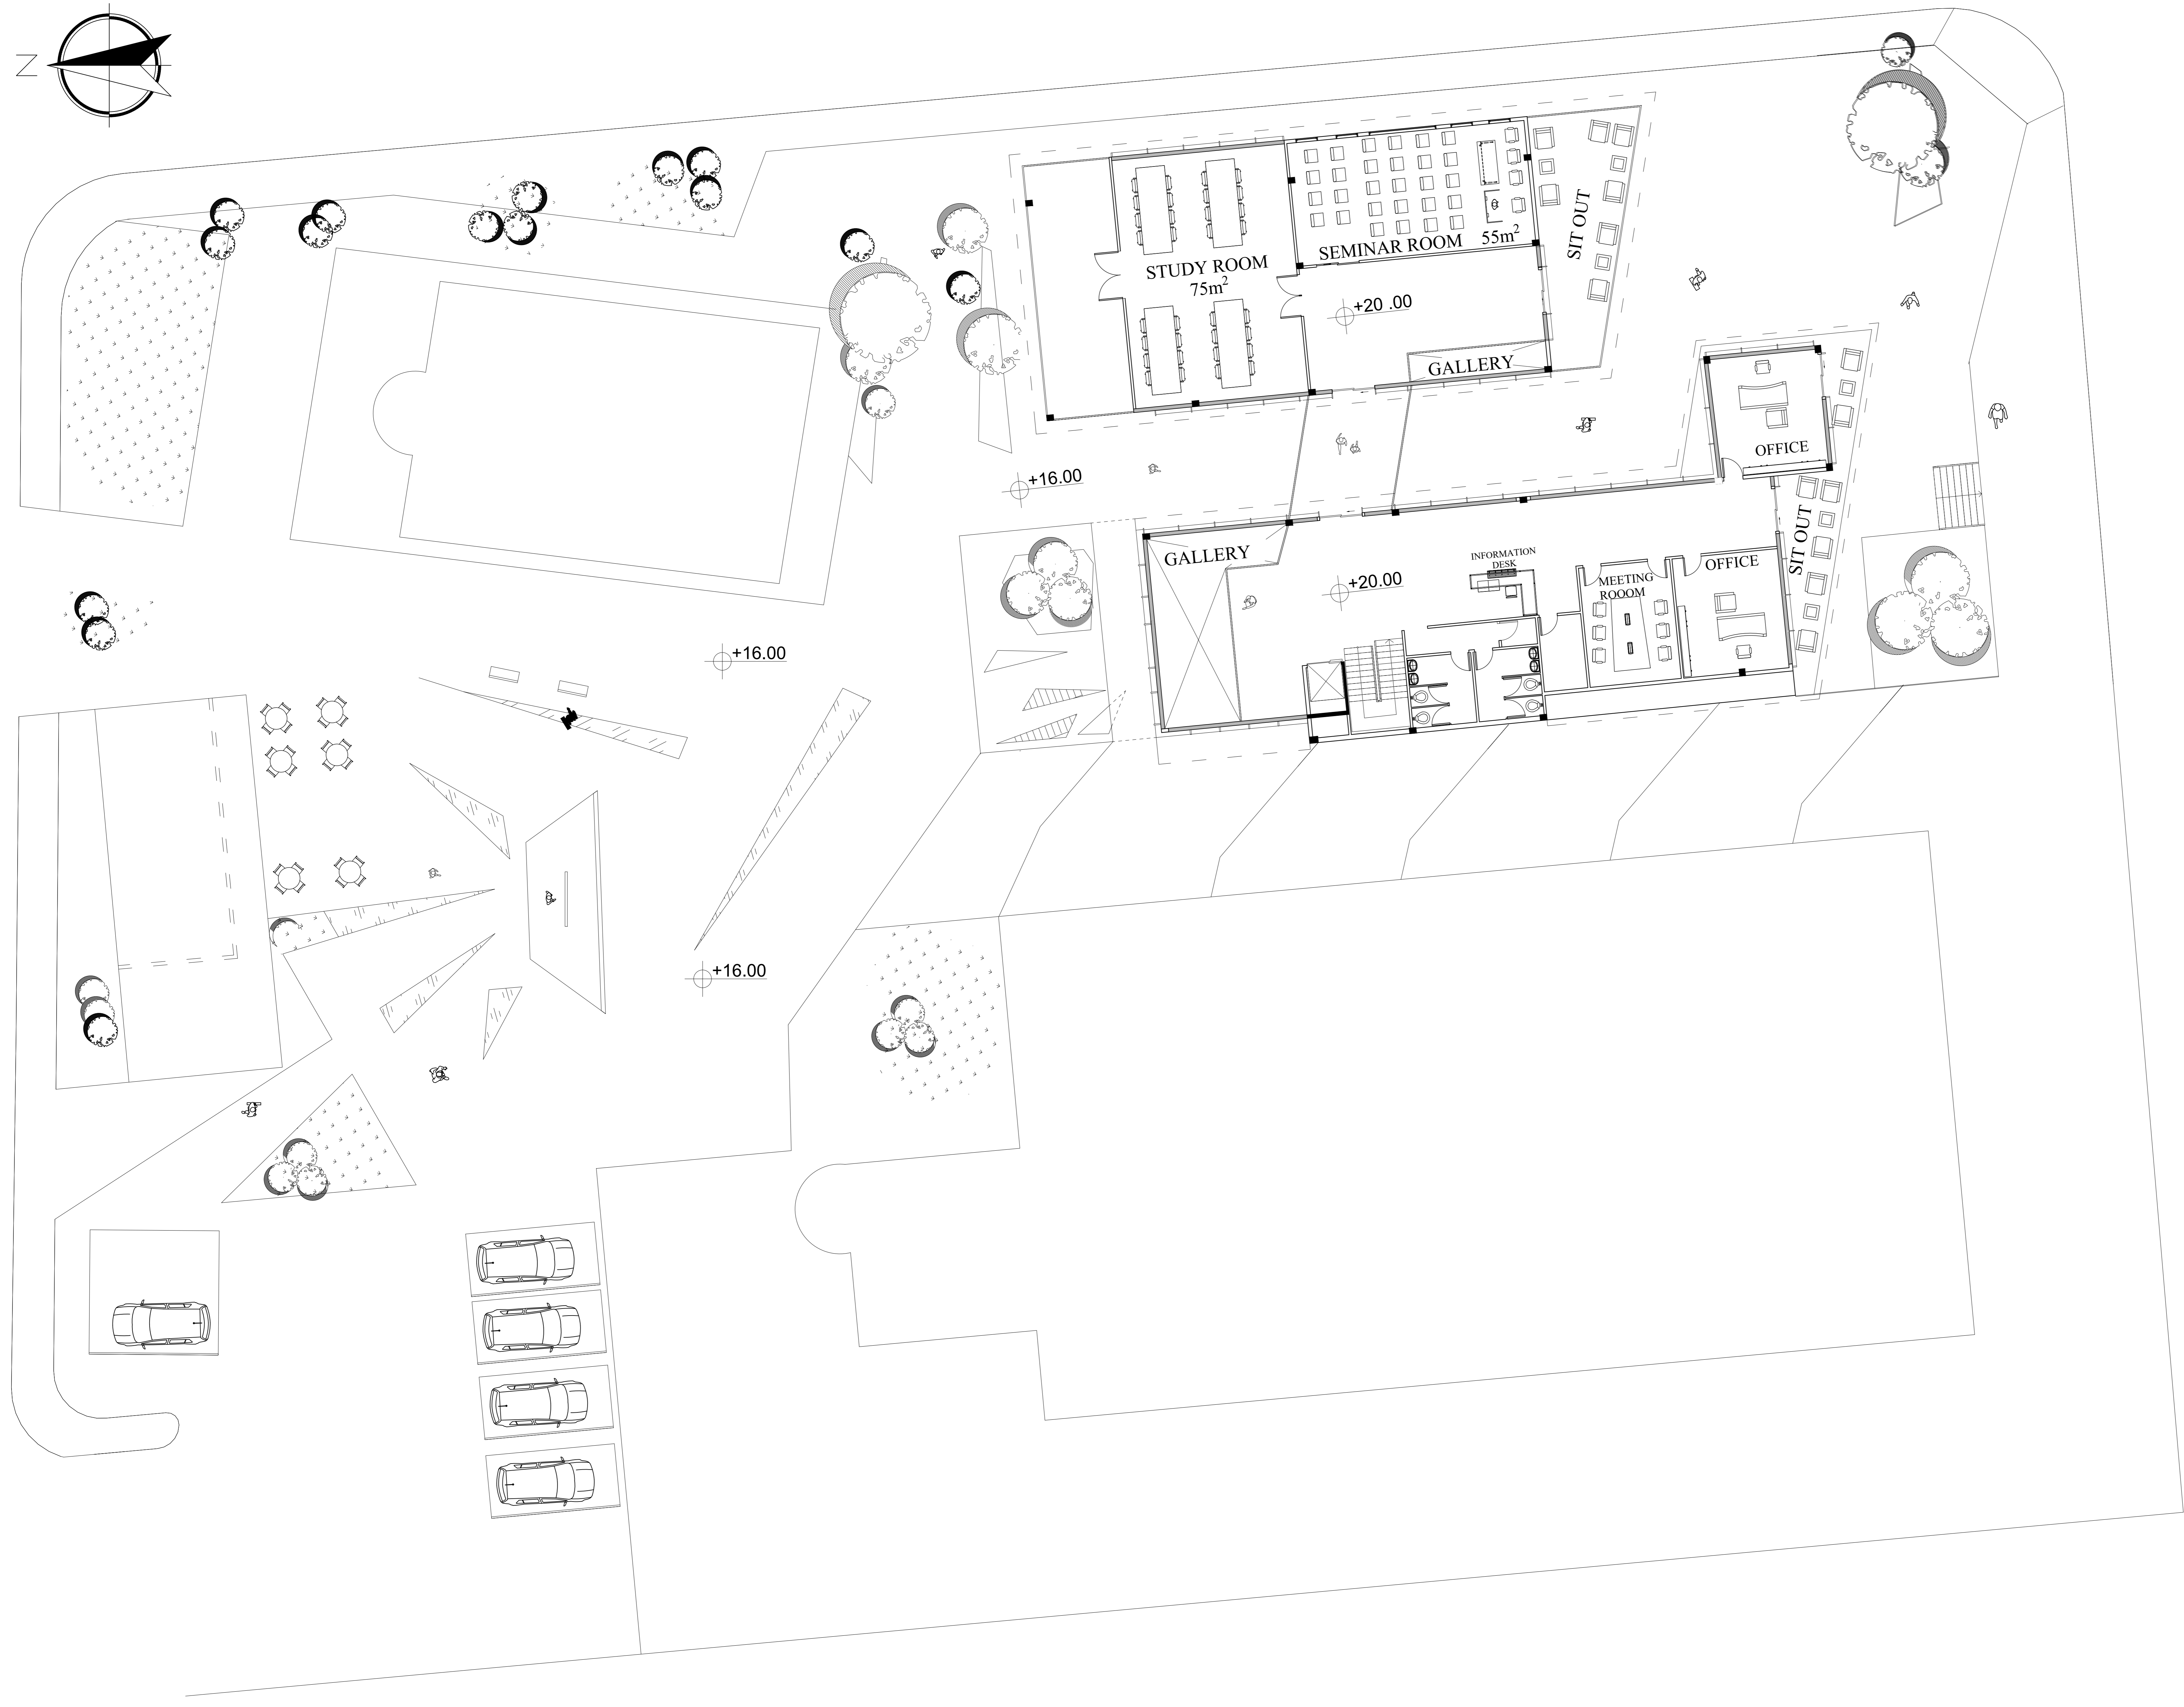 Z
STUDY ROOM
75m²
SEMINAR ROOM 55m²
SIT OUT
+20 .00
GALLERY
OFFICE
+16.00
GALLERY
+20.00
INFORMATION
DESK
MEETING
ROOOM
OFFICE
SIT OUT
+16.00
+16.00